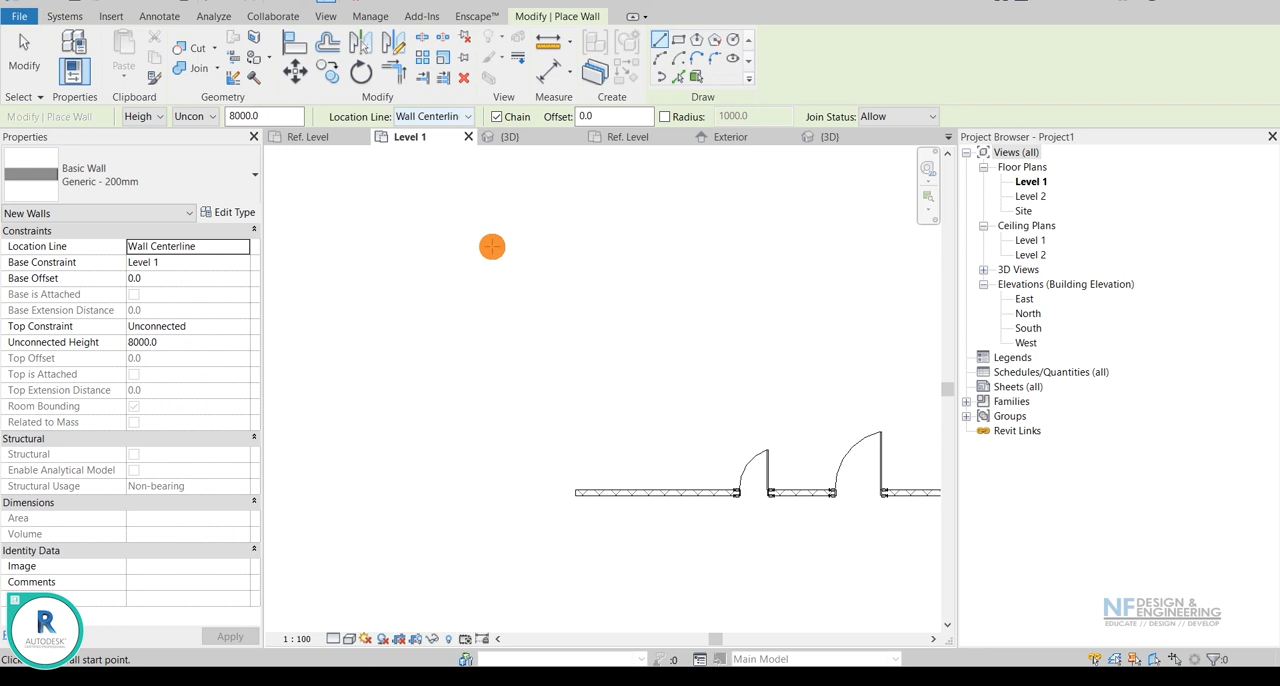 File Systems Insert Annotate Analyze Collaborate View Manage Add-Ins Enscape™ Modify | Place Wall
Modify Paste Cut Join
Select Properties Clipboard Geometry Modify View Measure Create Draw
Modify | Place Wall Heigh Uncon 8000.0 Location Line: Wall Centerlin Chain Offset: 0.0 Radius: 1000.0 Join Status: Allow
Properties Ref. Level Level 1 {3D} Ref. Level Exterior {3D} Project Browser - Project1
Basic Wall
Generic - 200mm
New Walls Edit Type
Constraints
Location Line Wall Centerline
Base Constraint Level 1
Base Offset 0.0
Base is Attached
Base Extension Distance 0.0
Top Constraint Unconnected
Unconnected Height 8000.0
Top Offset 0.0
Top is Attached
Top Extension Distance 0.0
Room Bounding
Related to Mass
Structural
Structural
Enable Analytical Model
Structural Usage Non-bearing
Dimensions
Area
Volume
Identity Data
Image
Comments
Apply
Views (all)
Floor Plans
Level 1
Level 2
Site
Ceiling Plans
Level 1
Level 2
3D Views
Elevations (Building Elevation)
East
North
South
West
Legends
Schedules/Quantities (all)
Sheets (all)
Families
Groups
Revit Links
NF DESIGN & ENGINEERING
EDUCATE // DESIGN // DEVELOP
R
AUTODESK
1 : 100
Click all start point. :0 Main Model :0